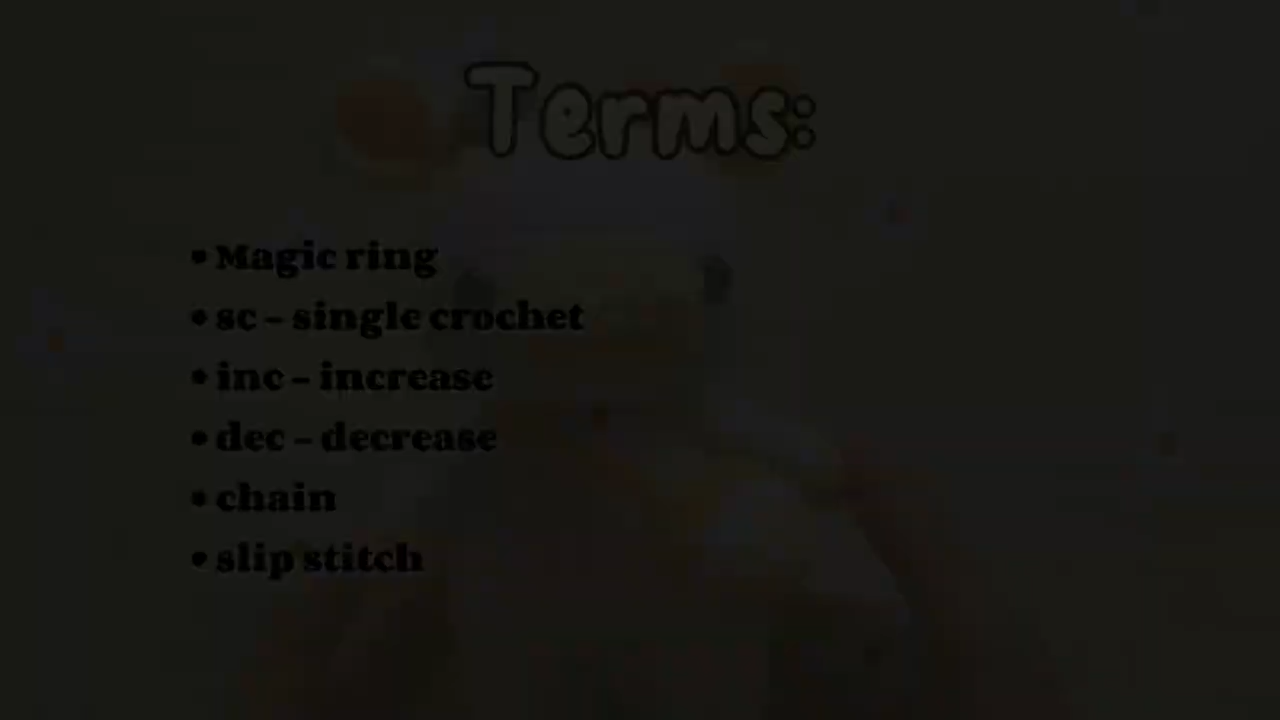 Terms:
• Magic ring
• sc - single crochet
• inc - increase
• dec - decrease
• chain
• slip stitch